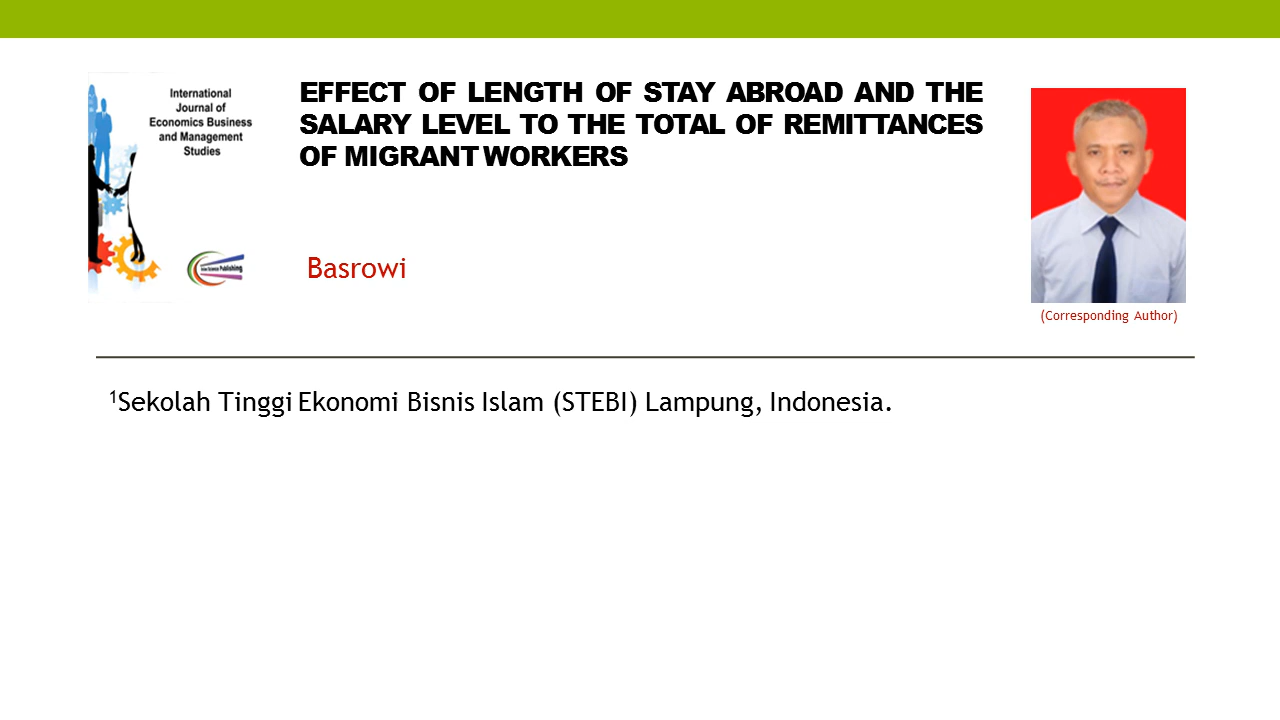 International
Journal of
Economics Business
and Management
Studies
EFFECT OF LENGTH OF STAY ABROAD AND THE
SALARY LEVEL TO THE TOTAL OF REMITTANCES
OF MIGRANT WORKERS
Basrowi
(Corresponding Author)
¹Sekolah Tinggi Ekonomi Bisnis Islam (STEBI) Lampung, Indonesia.